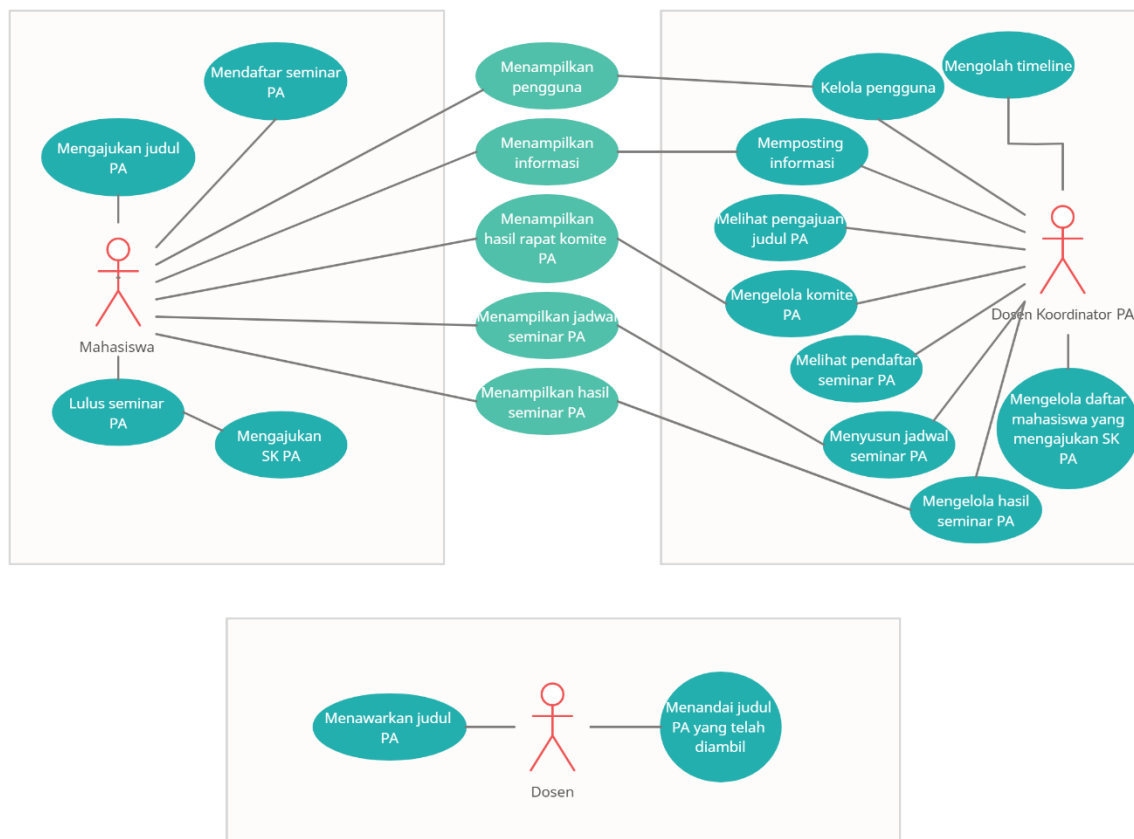 Mendaftar seminar
PA
Mengajukan judul
PA
Mahasiswa
Lulus seminar
PA
Mengajukan
SK PA
Menampilkan
pengguna
Menampilkan
informasi
Menampilkan
hasil rapat komite
PA
Menampilkan jadwal
seminar PA
Menampilkan hasil
seminar PA
Mengolah timeline
Kelola pengguna
Memposting
informasi
Melihat pengajuan
judul PA
Mengelola komite
PA
Dosen Koordinator PA
Melihat pendaftar
seminar PA
Mengelola daftar
mahasiswa yang
mengajukan SK
PA
Menyusun jadwal
seminar PA
Mengelola hasil
seminar PA
Menawarkan judul
PA
Dosen
Menandai judul
PA yang telah
diambil